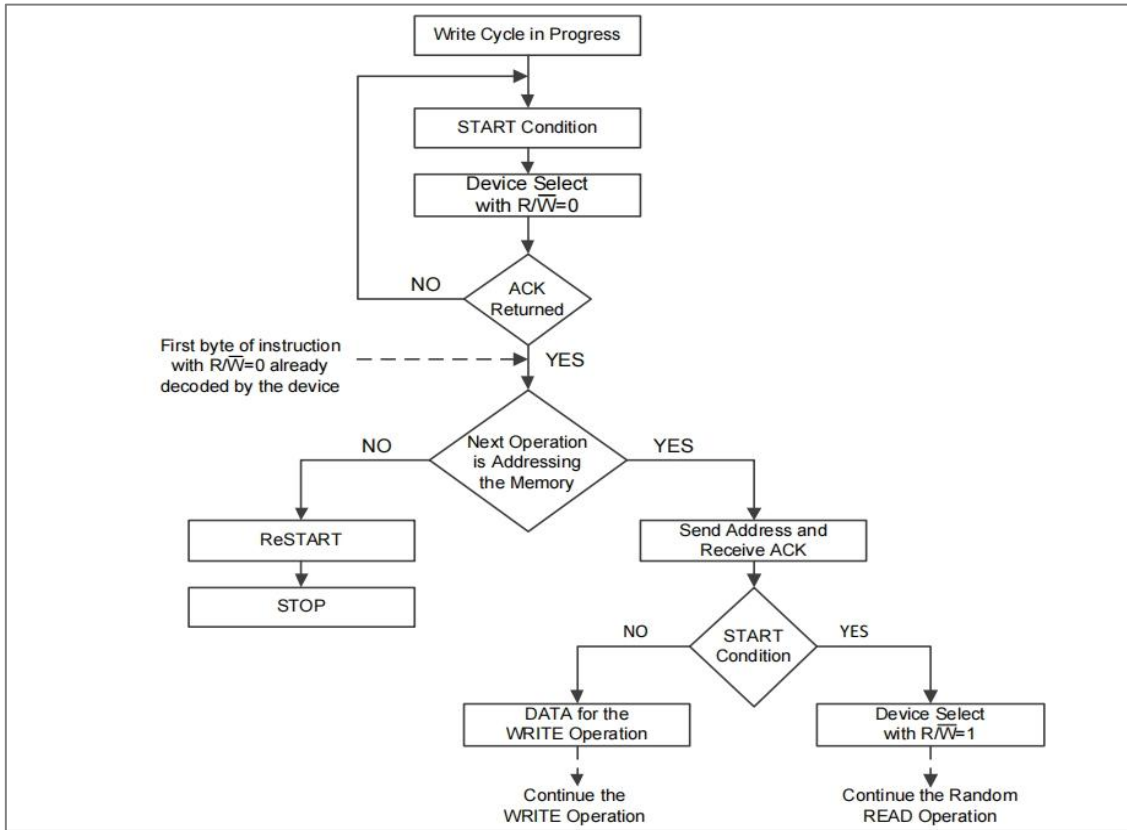 Write Cycle in Progress
START Condition
Device Select
with R/W̅=0
NO
ACK
Returned
First byte of instruction
with R/W̅=0 already
decoded by the device
YES
NO
Next Operation
is Addressing
the Memory
YES
ReSTART
Send Address and
Receive ACK
STOP
NO
START
Condition
YES
DATA for the
WRITE Operation
Device Select
with R/W̅=1
Continue the
WRITE Operation
Continue the Random
READ Operation